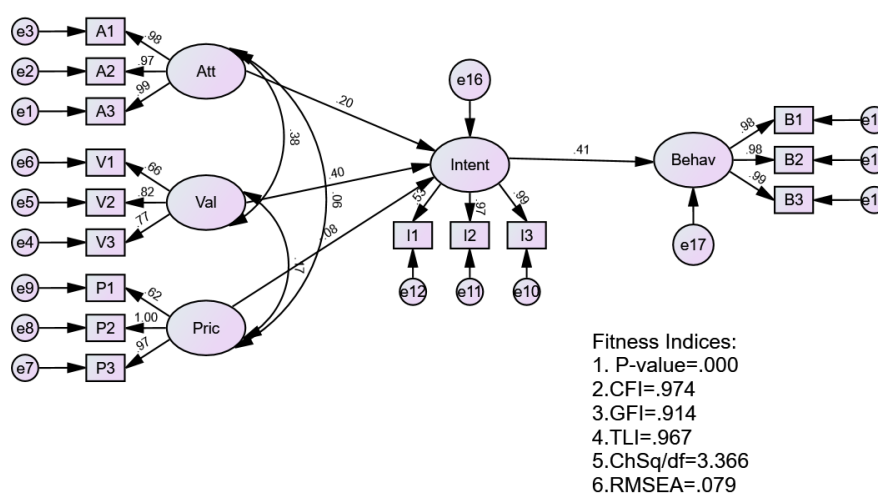 e3 A1 .98
e2 A2 .97 Att
e1 A3 .99
e6 V1 .66
e5 V2 .82 Val
e4 V3 .77
e9 P1 .62
e8 P2 1.00 Pric
e7 P3 .97
.38
.06
.20
.40
.08
e16
Intent
.53 .97 .99
I1 I2 I3
e12 e11 e10
.41
Behav
e17
.98 B1
.98 B2
.99 B3
Fitness Indices:
1. P-value=.000
2.CFI=.974
3.GFI=.914
4.TLI=.967
5.ChSq/df=3.366
6.RMSEA=.079